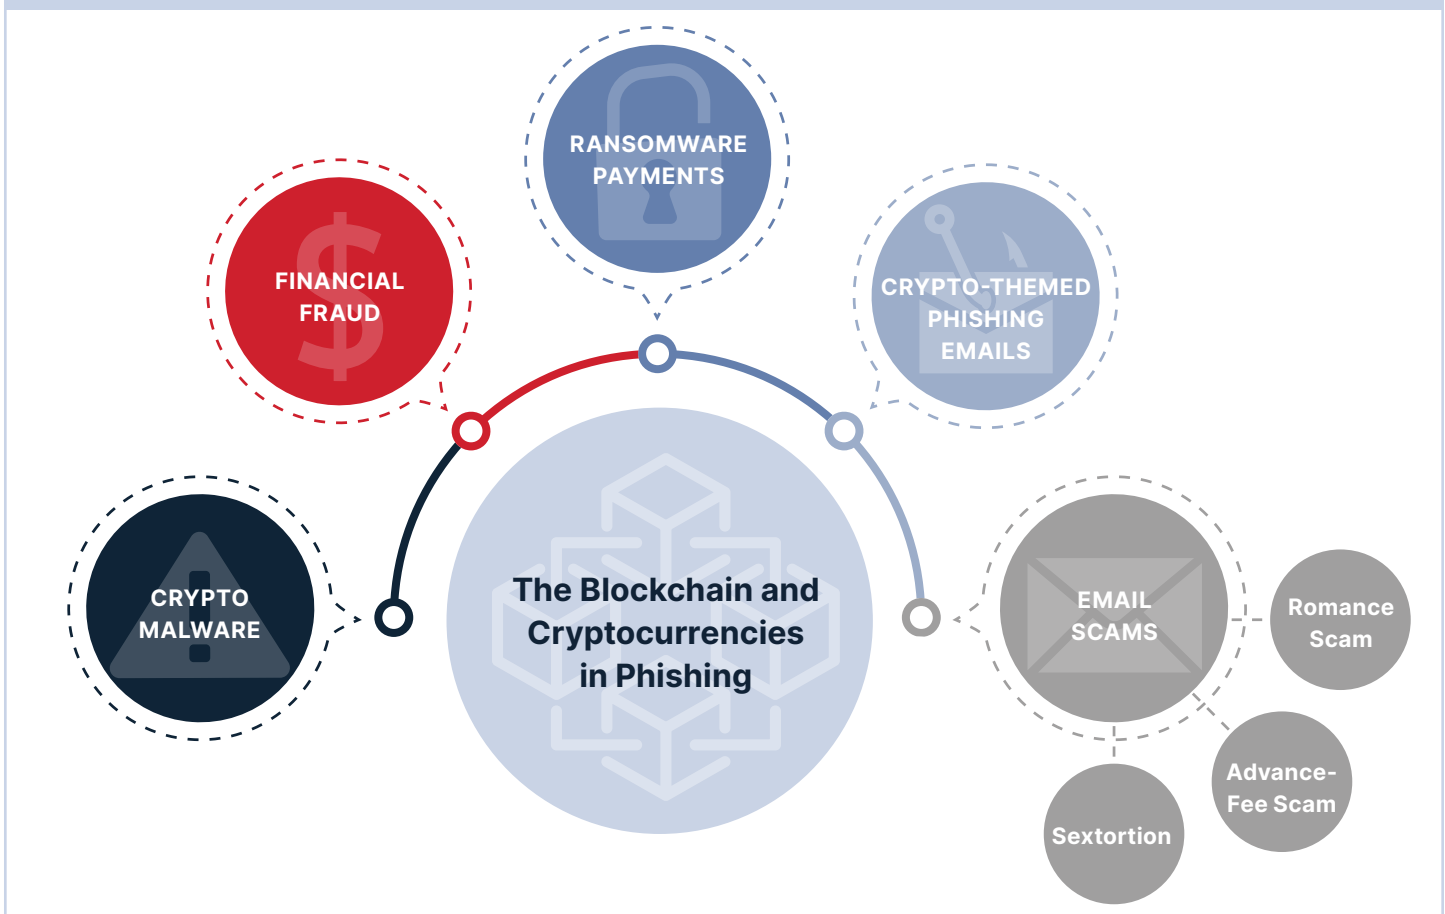 RANSOMWARE
PAYMENTS
FINANCIAL
FRAUD
CRYPTO-THEMED
PHISHING
EMAILS
CRYPTO
MALWARE
The Blockchain and
Cryptocurrencies
in Phishing
EMAIL
SCAMS
Romance
Scam
Advance-
Fee Scam
Sextortion